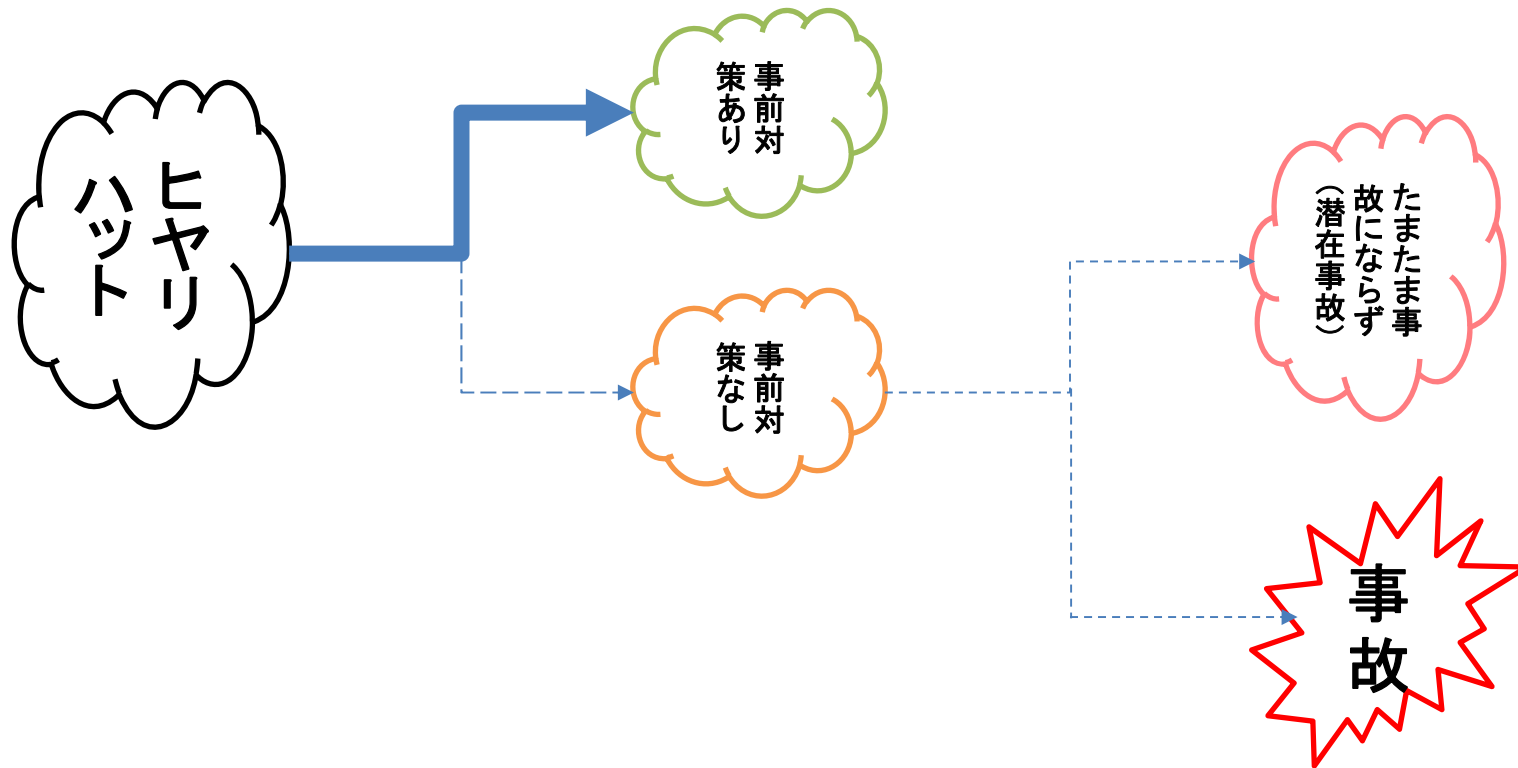 ヒヤリ
ハット
事前対
策あり
事前対
策なし
たまたま事
故にならず
（潜在事故）
事故